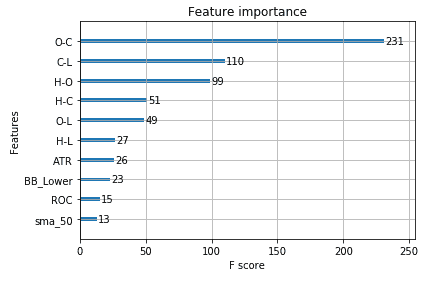 Feature importance
Features
O-C 231
C-L 110
H-O 99
H-C 51
O-L 49
H-L 27
ATR 26
BB_Lower 23
ROC 15
sma_50 13
0 50 100 150 200 250
F score